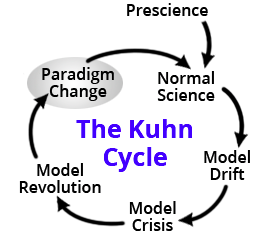 Prescience
Paradigm
Change
Normal
Science
The Kuhn
Cycle
Model
Drift
Model
Revolution
Model
Crisis